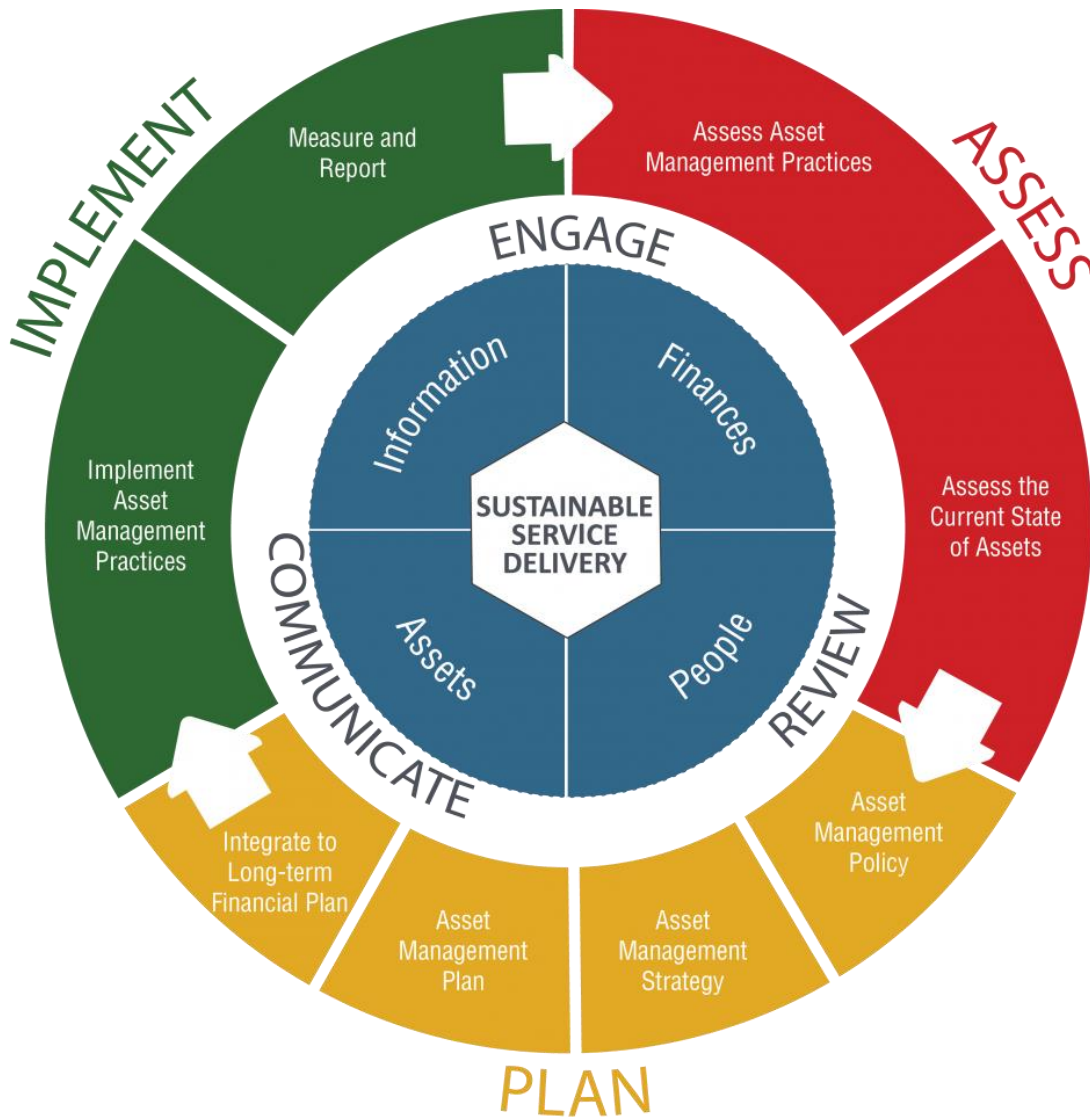 IMPLEMENT
ASSESS
PLAN
Measure and
Report
Assess Asset
Management Practices
Assess the
Current State
of Assets
Asset
Management
Policy
Asset
Management
Strategy
Asset
Management
Plan
Integrate to
Long-term
Financial Plan
Implement
Asset
Management
Practices
ENGAGE
REVIEW
COMMUNICATE
Information
Finances
People
Assets
SUSTAINABLE
SERVICE
DELIVERY